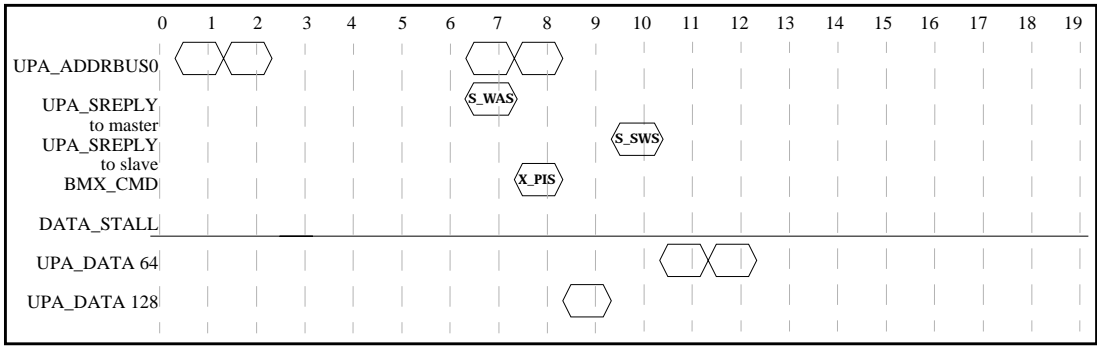 0 1 2 3 4 5 6 7 8 9 10 11 12 13 14 15 16 17 18 19
UPA_ADDRBUS0
UPA_SREPLY S_WAS
to master
UPA_SREPLY S_SWS
to slave
BMX_CMD X_PIS
DATA_STALL
UPA_DATA 64
UPA_DATA 128